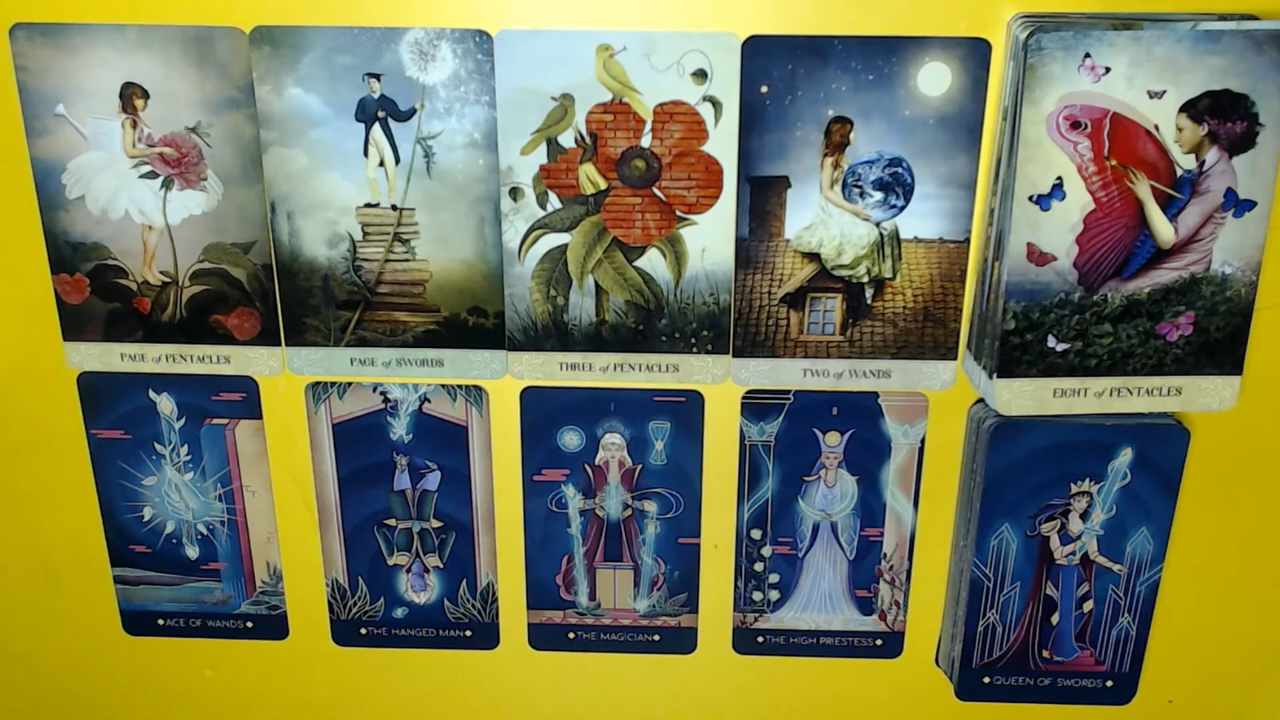 PAGE of PENTACLES
PAGE of SWORDS
THREE of PENTACLES
TWO of WANDS
EIGHT of PENTACLES
◆ACE OF WANDS◆
◆THE HANGED MAN◆
I
◆THE MAGICIAN◆
II
◆THE HIGH PRIESTESS◆
◆QUEEN OF SWORDS◆